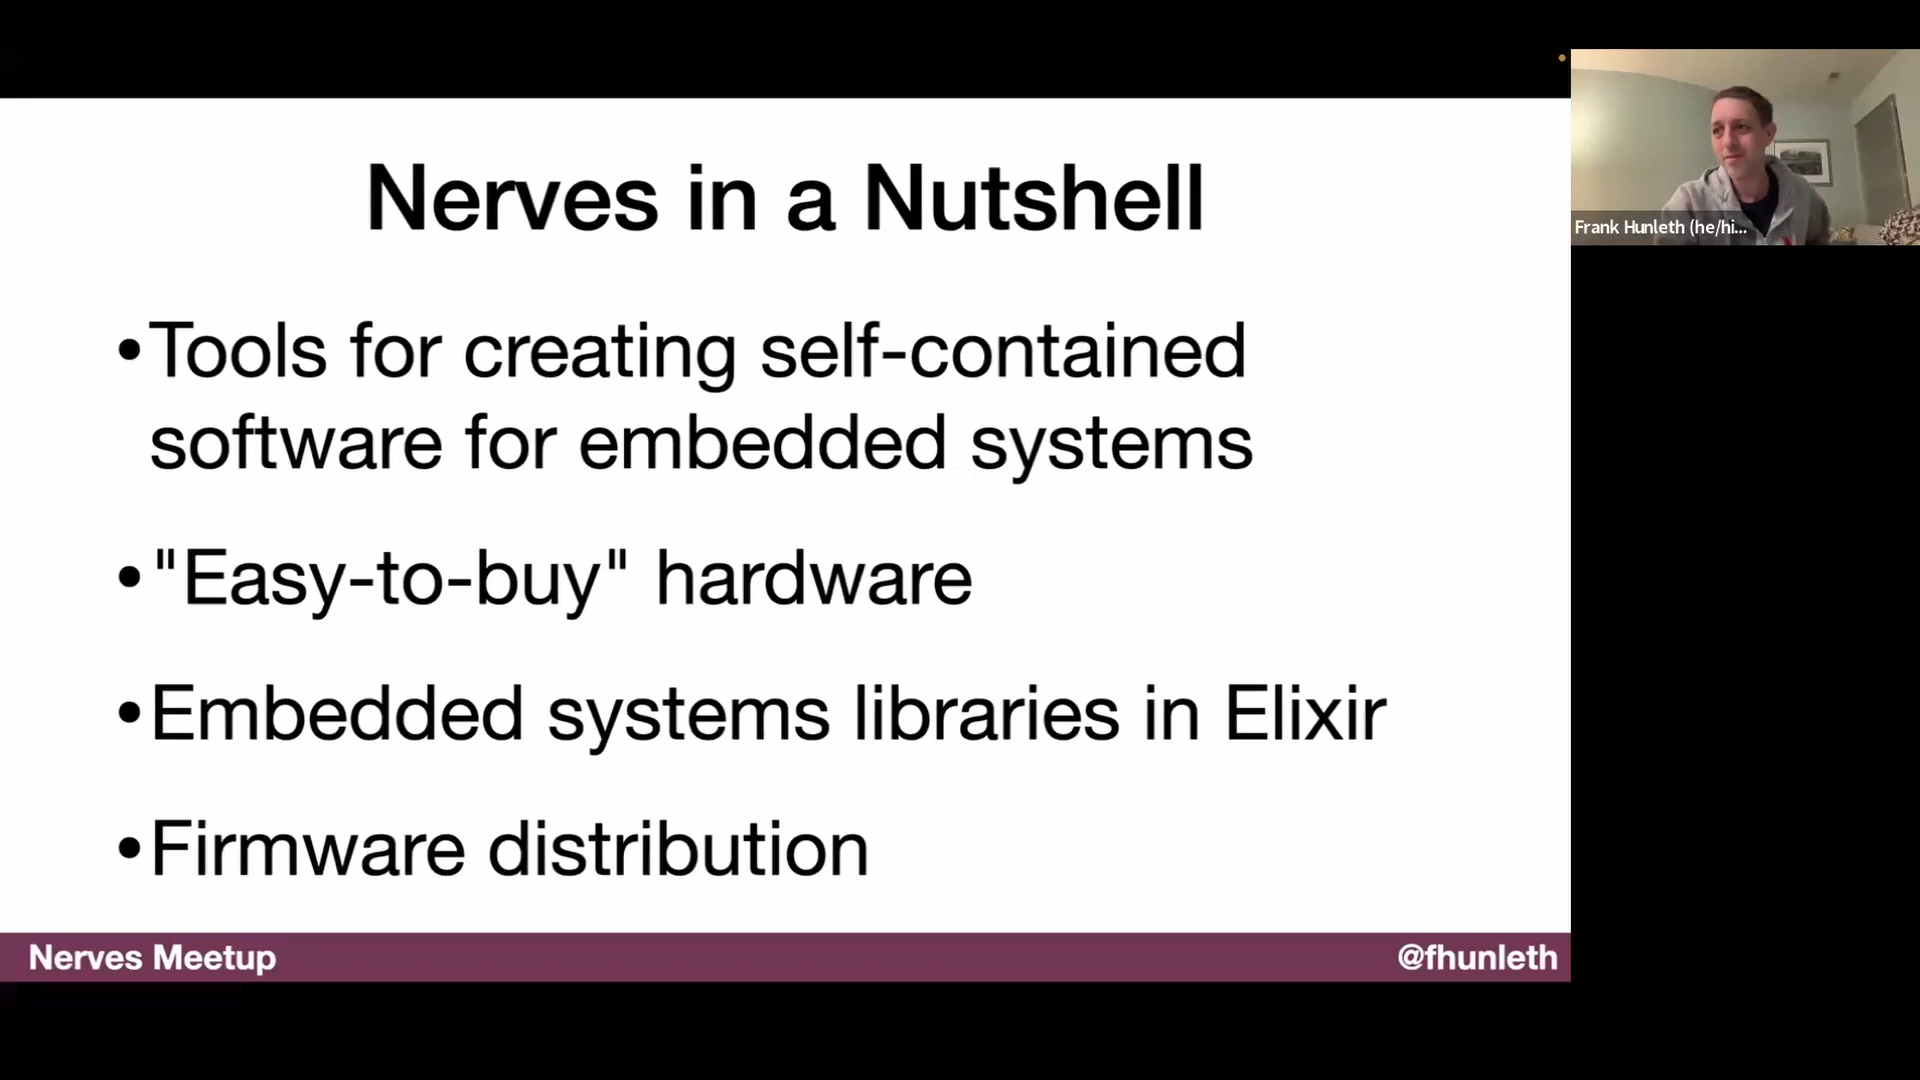 Nerves in a Nutshell
•Tools for creating self-contained
software for embedded systems
•"Easy-to-buy" hardware
•Embedded systems libraries in Elixir
•Firmware distribution
Nerves Meetup
@fhunleth
Frank Hunleth (he/hi...